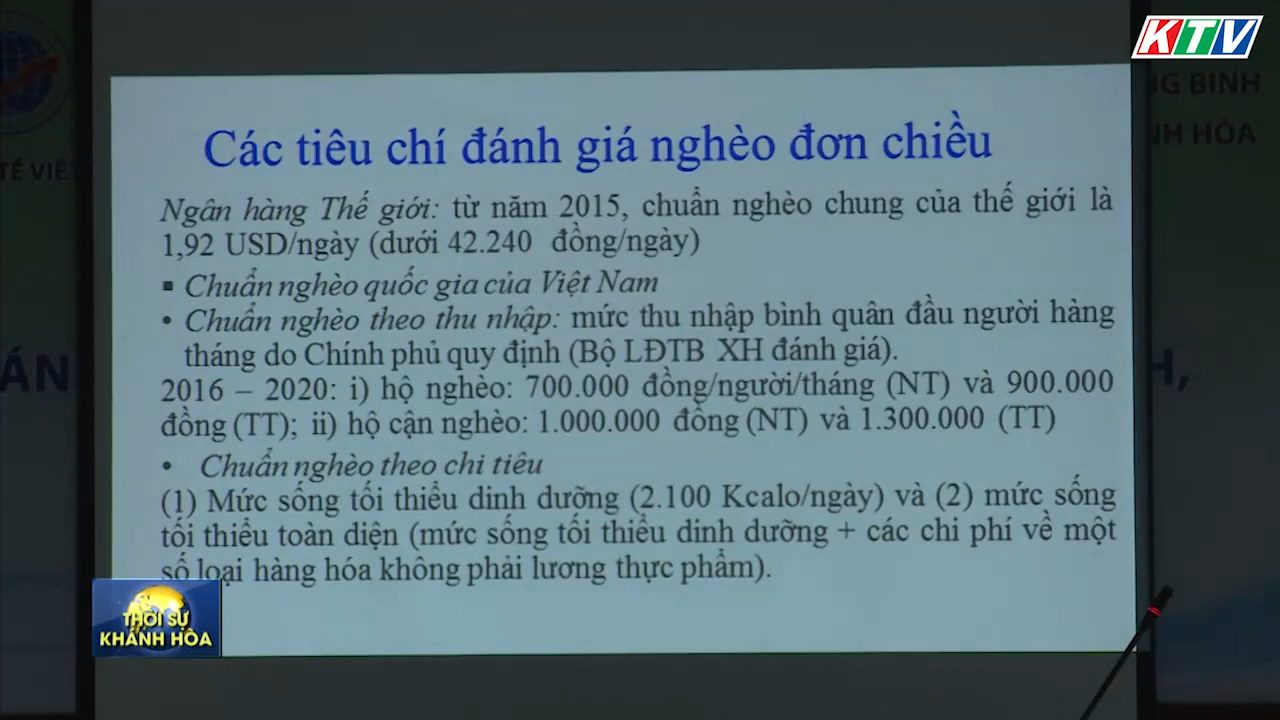 KTV
NG BINH
NH HÒA
TẾ VIỆ
ÁN
H,
Các tiêu chí đánh giá nghèo đơn chiều
Ngân hàng Thế giới: từ năm 2015, chuẩn nghèo chung của thế giới là
1,92 USD/ngày (dưới 42.240 đồng/ngày)
▪ Chuẩn nghèo quốc gia của Việt Nam
• Chuẩn nghèo theo thu nhập: mức thu nhập bình quân đầu người hàng
tháng do Chính phủ quy định (Bộ LĐTB XH đánh giá).
2016 – 2020: i) hộ nghèo: 700.000 đồng/người/tháng (NT) và 900.000
đồng (TT); ii) hộ cận nghèo: 1.000.000 đồng (NT) và 1.300.000 (TT)
• Chuẩn nghèo theo chi tiêu
(1) Mức sống tối thiểu dinh dưỡng (2.100 Kcalo/ngày) và (2) mức sống
tối thiểu toàn diện (mức sống tối thiểu dinh dưỡng + các chi phí về một
số loại hàng hóa không phải lương thực phẩm).
THỜI SỰ
KHÁNH HÒA